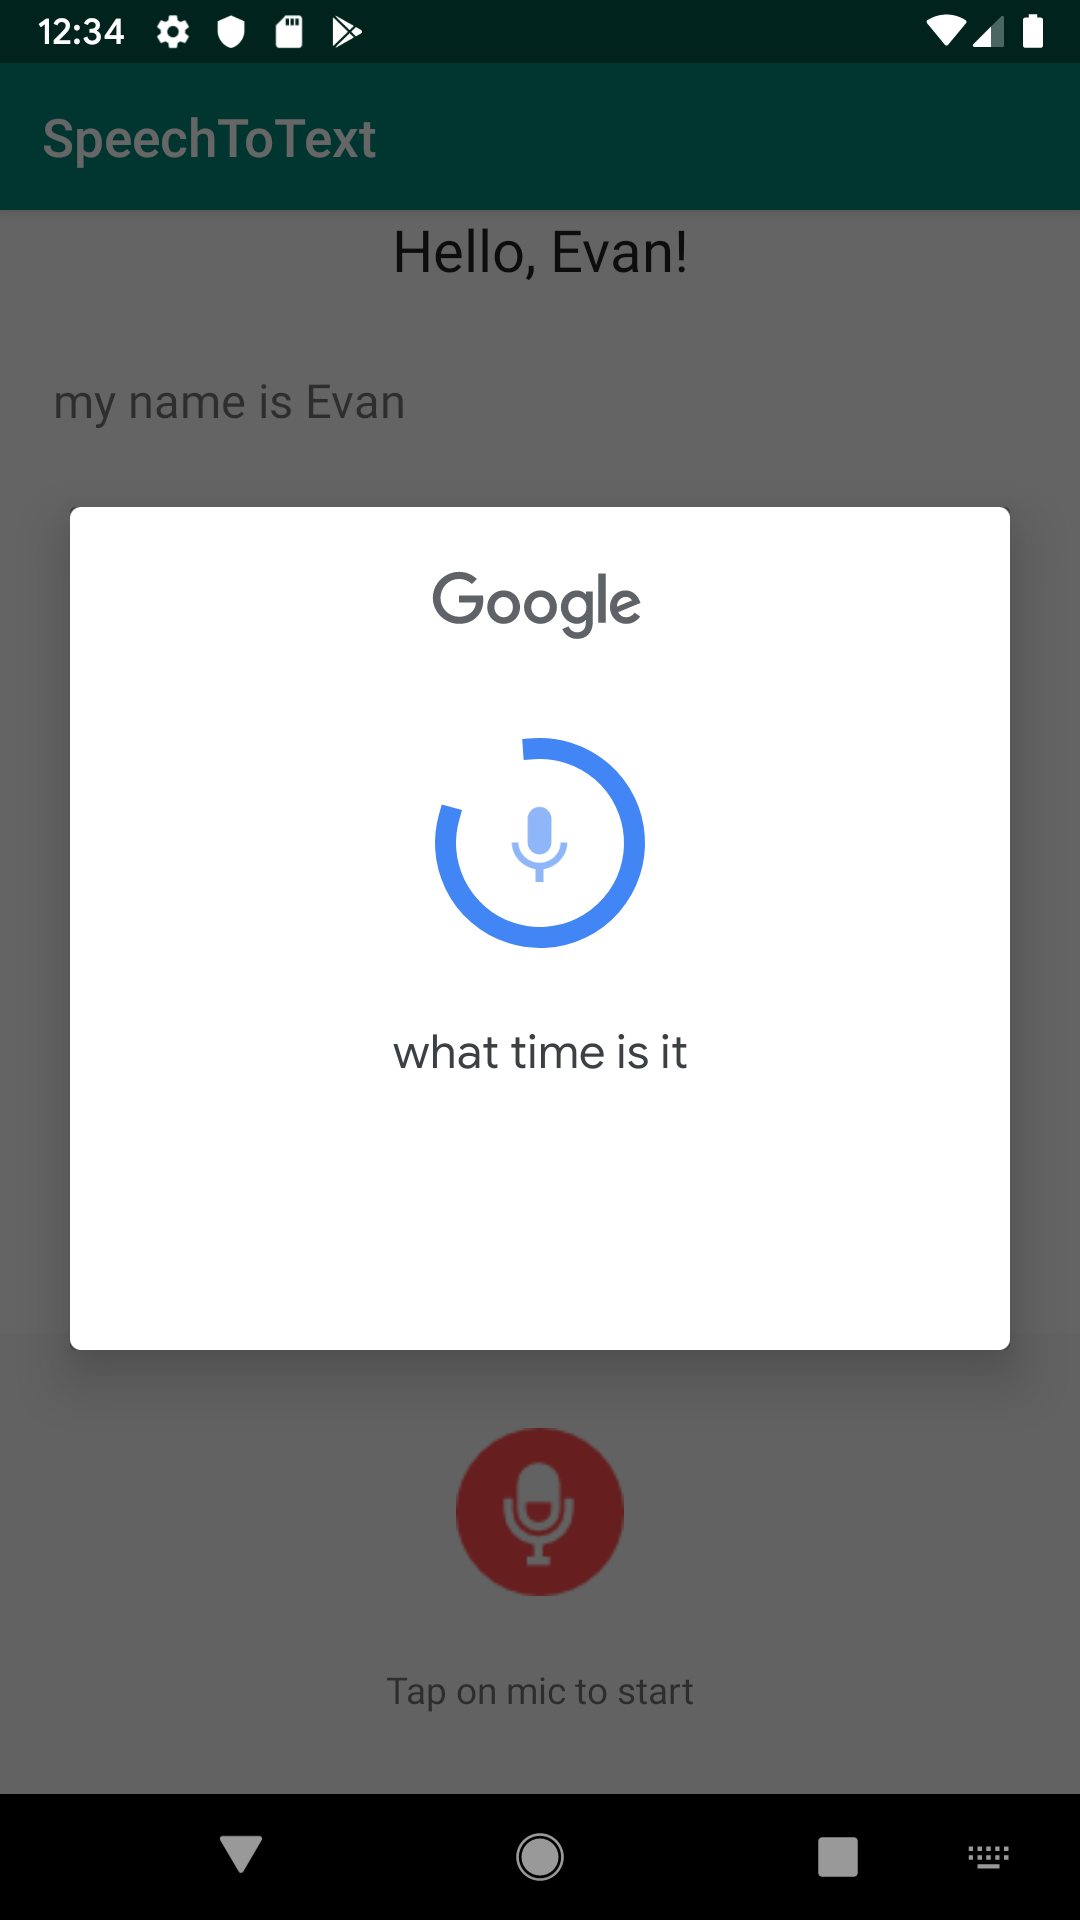 12:34
SpeechToText
Hello, Evan!
my name is Evan
Google
what time is it
Tap on mic to start